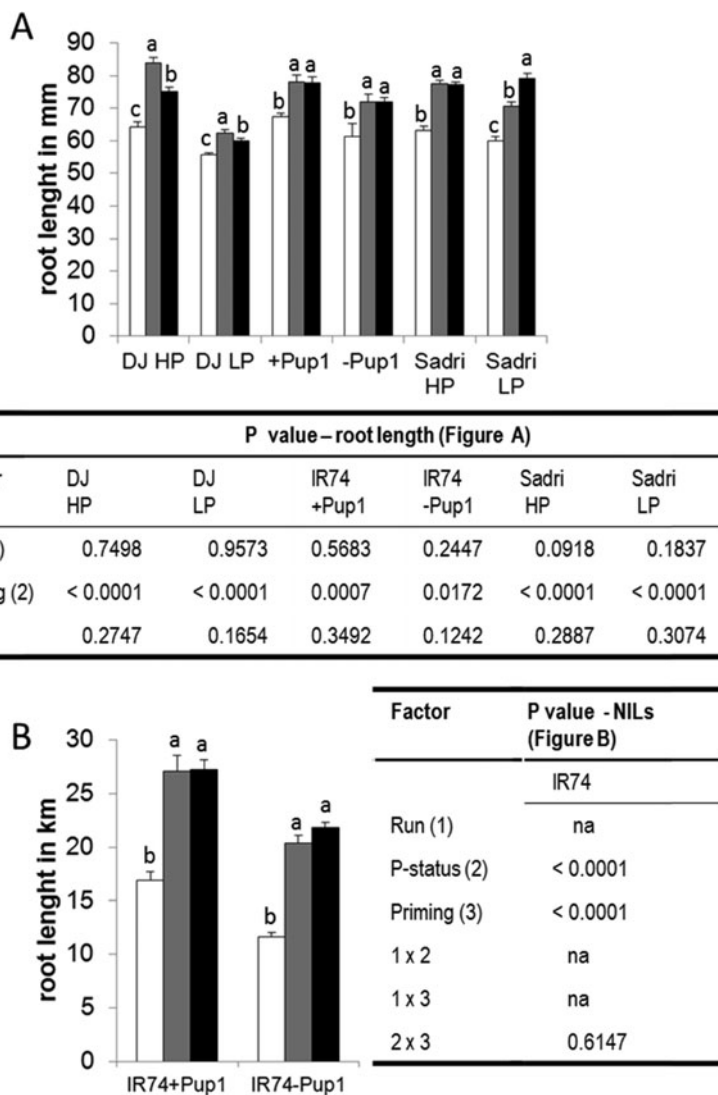 A
root lenght in mm
90
80
70
60
50
40
30
20
10
0
c a b
c a b
b a a
b a a
b a a
c b a
DJ HP DJ LP +Pup1 -Pup1 Sadri HP Sadri LP
P value – root length (Figure A)
DJ HP DJ LP IR74 +Pup1 IR74 -Pup1 Sadri HP Sadri LP
) 0.7498 0.9573 0.5683 0.2447 0.0918 0.1837
g (2) < 0.0001 < 0.0001 0.0007 0.0172 < 0.0001 < 0.0001
0.2747 0.1654 0.3492 0.1242 0.2887 0.3074
B
root lenght in km
30
25
20
15
10
5
0
b a a
b a a
IR74+Pup1 IR74-Pup1
Factor P value - NILs
(Figure B)
IR74
Run (1) na
P-status (2) < 0.0001
Priming (3) < 0.0001
1 x 2 na
1 x 3 na
2 x 3 0.6147